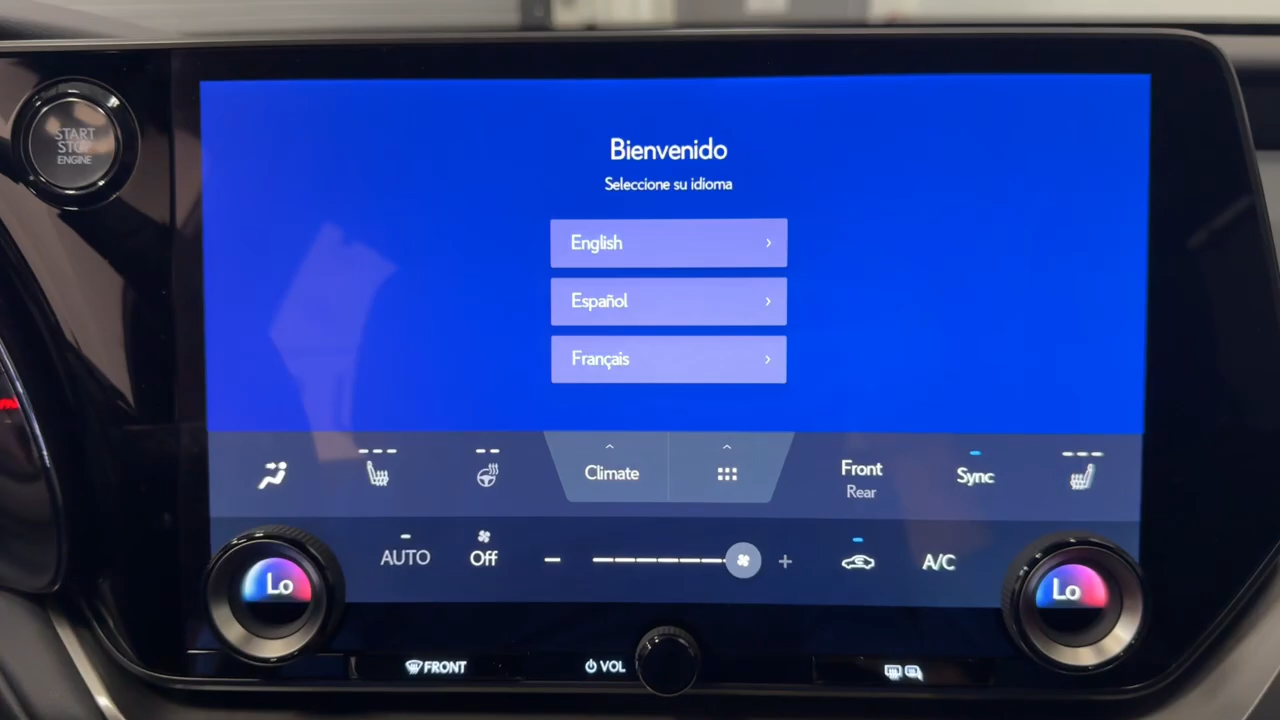 START
STOP
ENGINE
Bienvenido
Seleccione su idioma
English
Español
Français
Climate
Front
Rear
Sync
AUTO
Off
A/C
Lo
Lo
FRONT
VOL